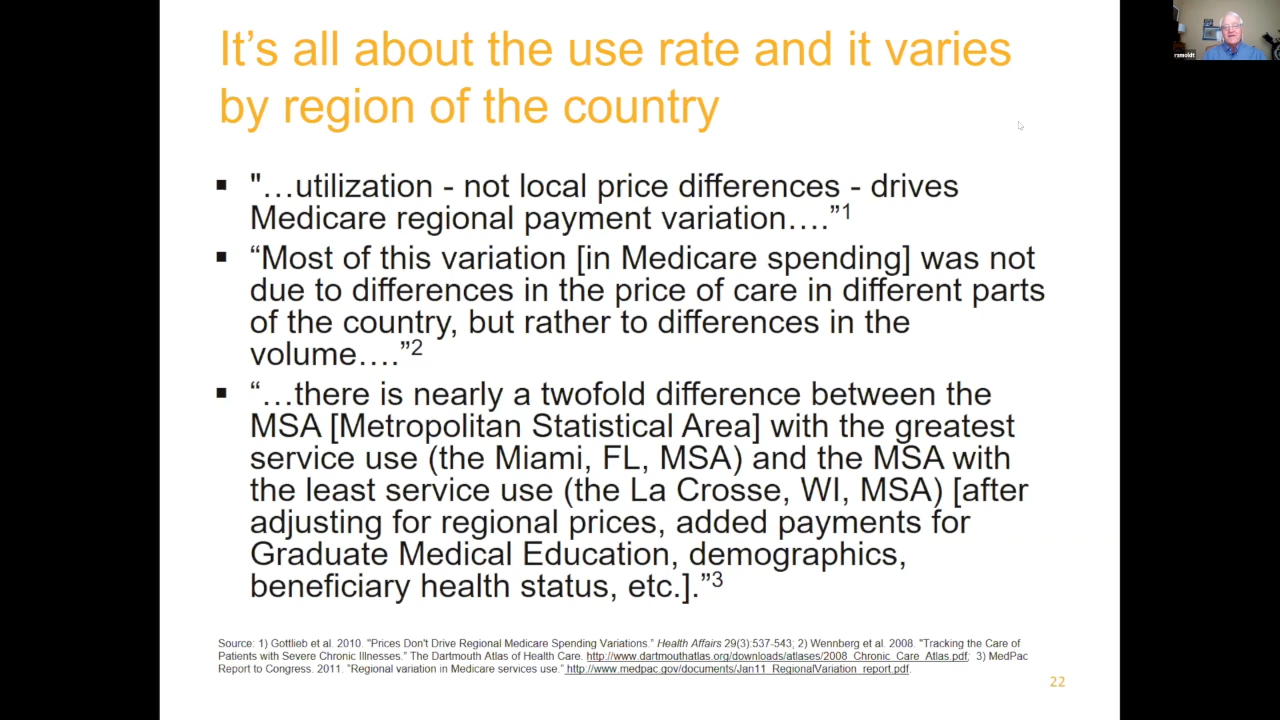 It's all about the use rate and it varies
by region of the country
▪ "…utilization - not local price differences - drives
Medicare regional payment variation….”1
▪ “Most of this variation [in Medicare spending] was not
due to differences in the price of care in different parts
of the country, but rather to differences in the
volume….”2
▪ “…there is nearly a twofold difference between the
MSA [Metropolitan Statistical Area] with the greatest
service use (the Miami, FL, MSA) and the MSA with
the least service use (the La Crosse, WI, MSA) [after
adjusting for regional prices, added payments for
Graduate Medical Education, demographics,
beneficiary health status, etc.].”3
Source: 1) Gottlieb et al. 2010. "Prices Don't Drive Regional Medicare Spending Variations." Health Affairs 29(3):537-543; 2) Wennberg et al. 2008. "Tracking the Care of
Patients with Severe Chronic Illnesses." The Dartmouth Atlas of Health Care. http://www.dartmouthatlas.org/downloads/atlases/2008_Chronic_Care_Atlas.pdf; 3) MedPac
Report to Congress. 2011. "Regional variation in Medicare services use." http://www.medpac.gov/documents/Jan11_RegionalVariation_report.pdf.
22
rsmoldt